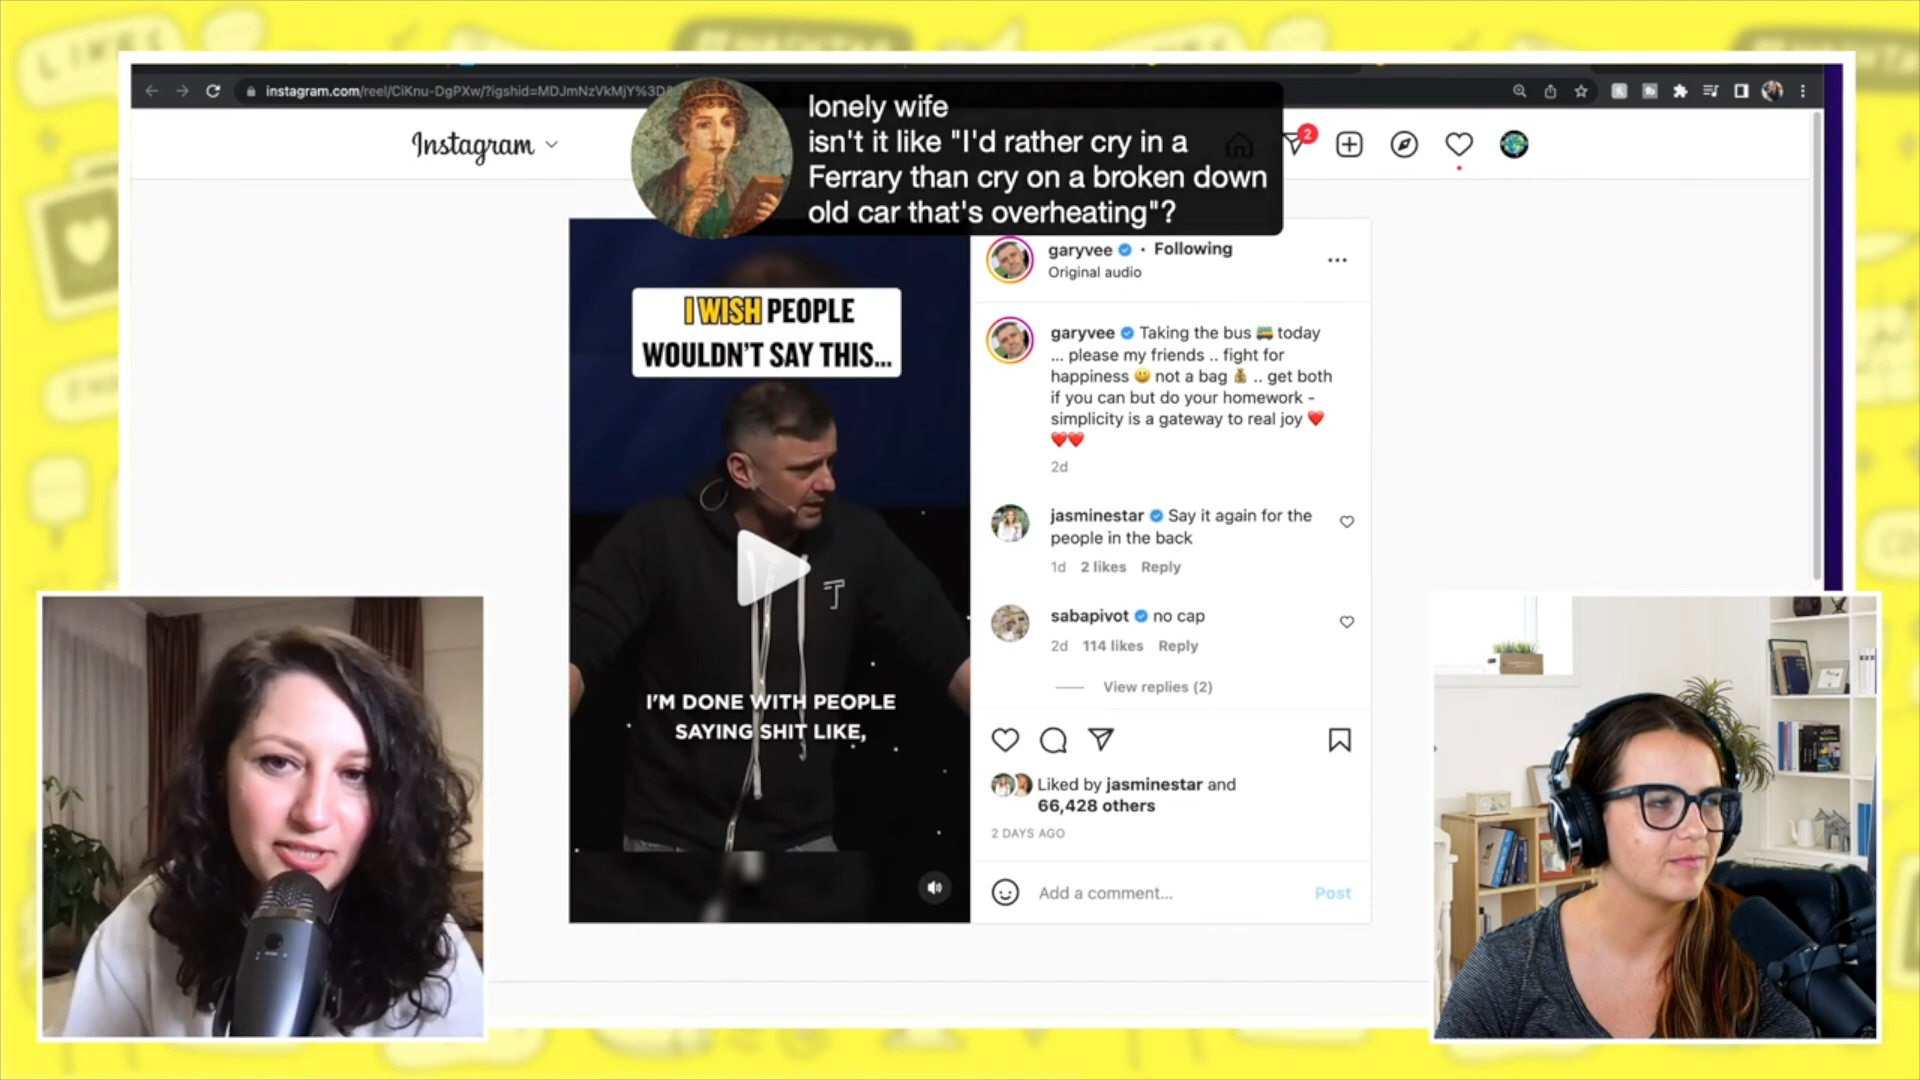 LIKES
instagram.com/reel/CiKnu-DgPXw/?igshid=MDJmNzVkMjY%3D
lonely wife
isn't it like "I'd rather cry in a
Ferrary than cry on a broken down
old car that's overheating"?
Instagram
2
I WISH PEOPLE
WOULDN'T SAY THIS...
I'M DONE WITH PEOPLE
SAYING SHIT LIKE,
T
garyvee • Following
Original audio
...
garyvee Taking the bus 🚌 today
... please my friends .. fight for
happiness 😃 not a bag 💰 .. get both
if you can but do your homework -
simplicity is a gateway to real joy ❤️
❤️❤️
2d
jasminestar Say it again for the
people in the back
1d 2 likes Reply
sabapivot no cap
2d 114 likes Reply
View replies (2)
Liked by jasminestar and
66,428 others
2 DAYS AGO
Add a comment...
Post